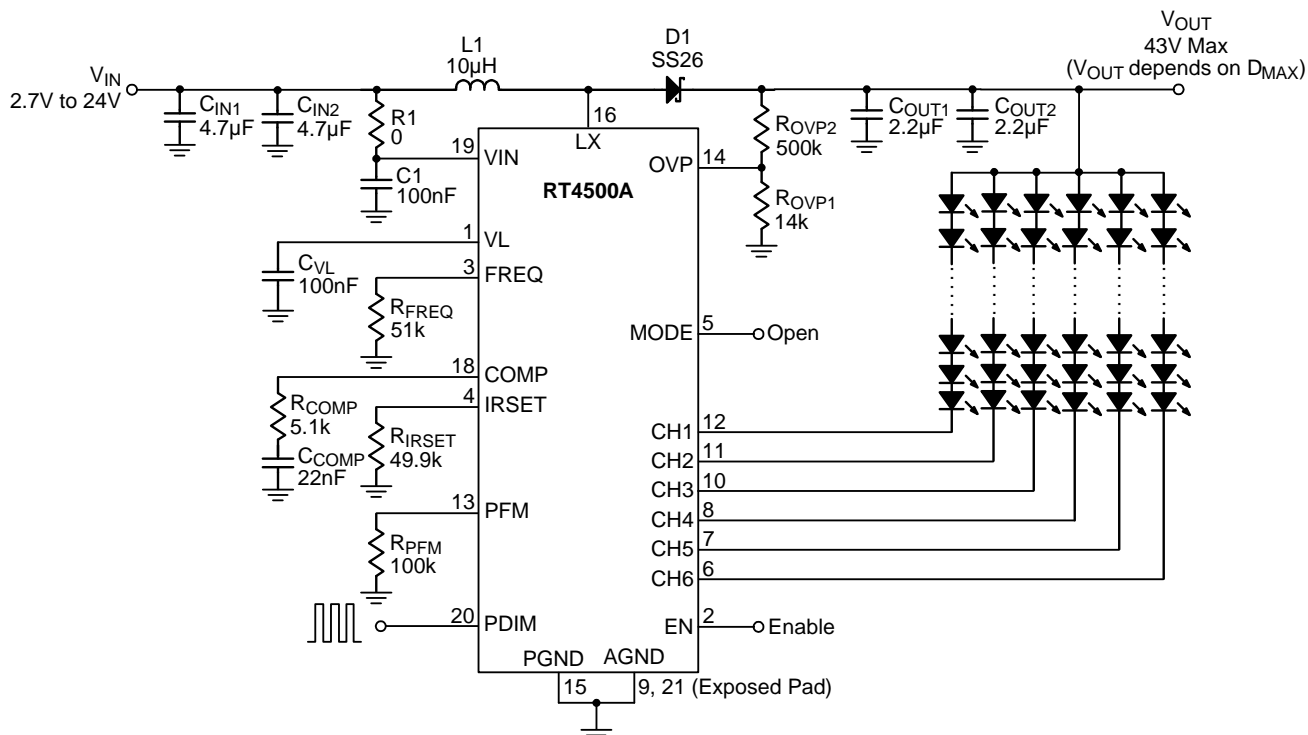 VOUT
43V Max
(VOUT depends on DMAX)
D1
SS26
L1
10µH
VIN
2.7V to 24V
CIN1
4.7µF
CIN2
4.7µF
R1
0
C1
100nF
16
LX
19
VIN
OVP
14
ROVP2
500k
ROVP1
14k
COUT1
2.2µF
COUT2
2.2µF
RT4500A
1
VL
CVL
100nF
3
FREQ
RFREQ
51k
MODE
5
Open
18
COMP
RCOMP
5.1k
CCOMP
22nF
4
IRSET
RIRSET
49.9k
CH1
12
CH2
11
CH3
10
CH4
8
CH5
7
CH6
6
13
PFM
RPFM
100k
20
PDIM
EN
2
Enable
PGND
AGND
15
9, 21 (Exposed Pad)